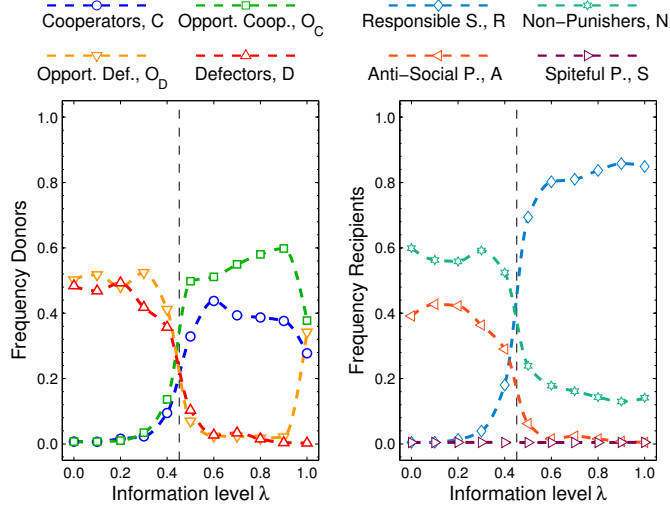 Cooperators, C
Opport. Coop., O_C
Opport. Def., O_D
Defectors, D
Responsible S., R
Non−Punishers, N
Anti−Social P., A
Spiteful P., S
Frequency Donors
1.0
0.8
0.6
0.4
0.2
0.0
0.0 0.2 0.4 0.6 0.8 1.0
Information level λ
Frequency Recipients
1.0
0.8
0.6
0.4
0.2
0.0
0.0 0.2 0.4 0.6 0.8 1.0
Information level λ